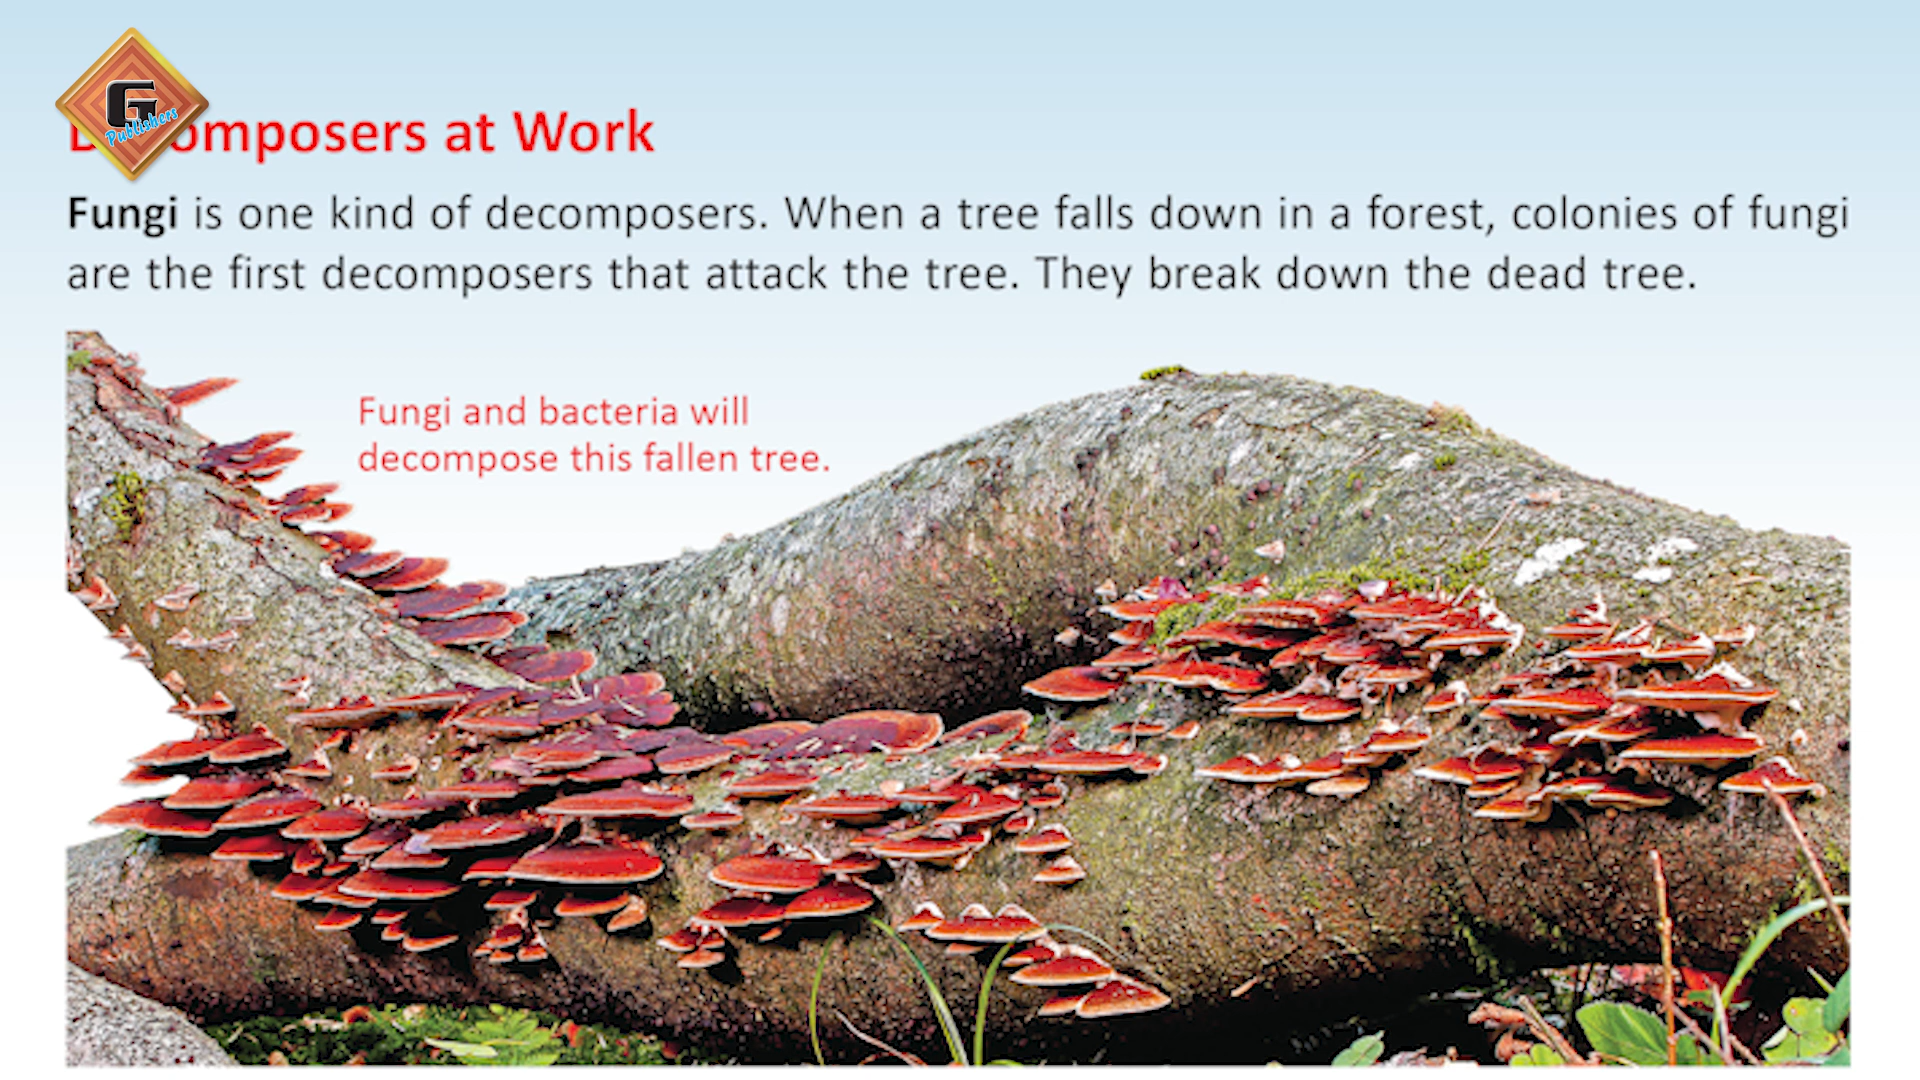 G
Publishers
Decomposers at Work
Fungi is one kind of decomposers. When a tree falls down in a forest, colonies of fungi
are the first decomposers that attack the tree. They break down the dead tree.
Fungi and bacteria will
decompose this fallen tree.